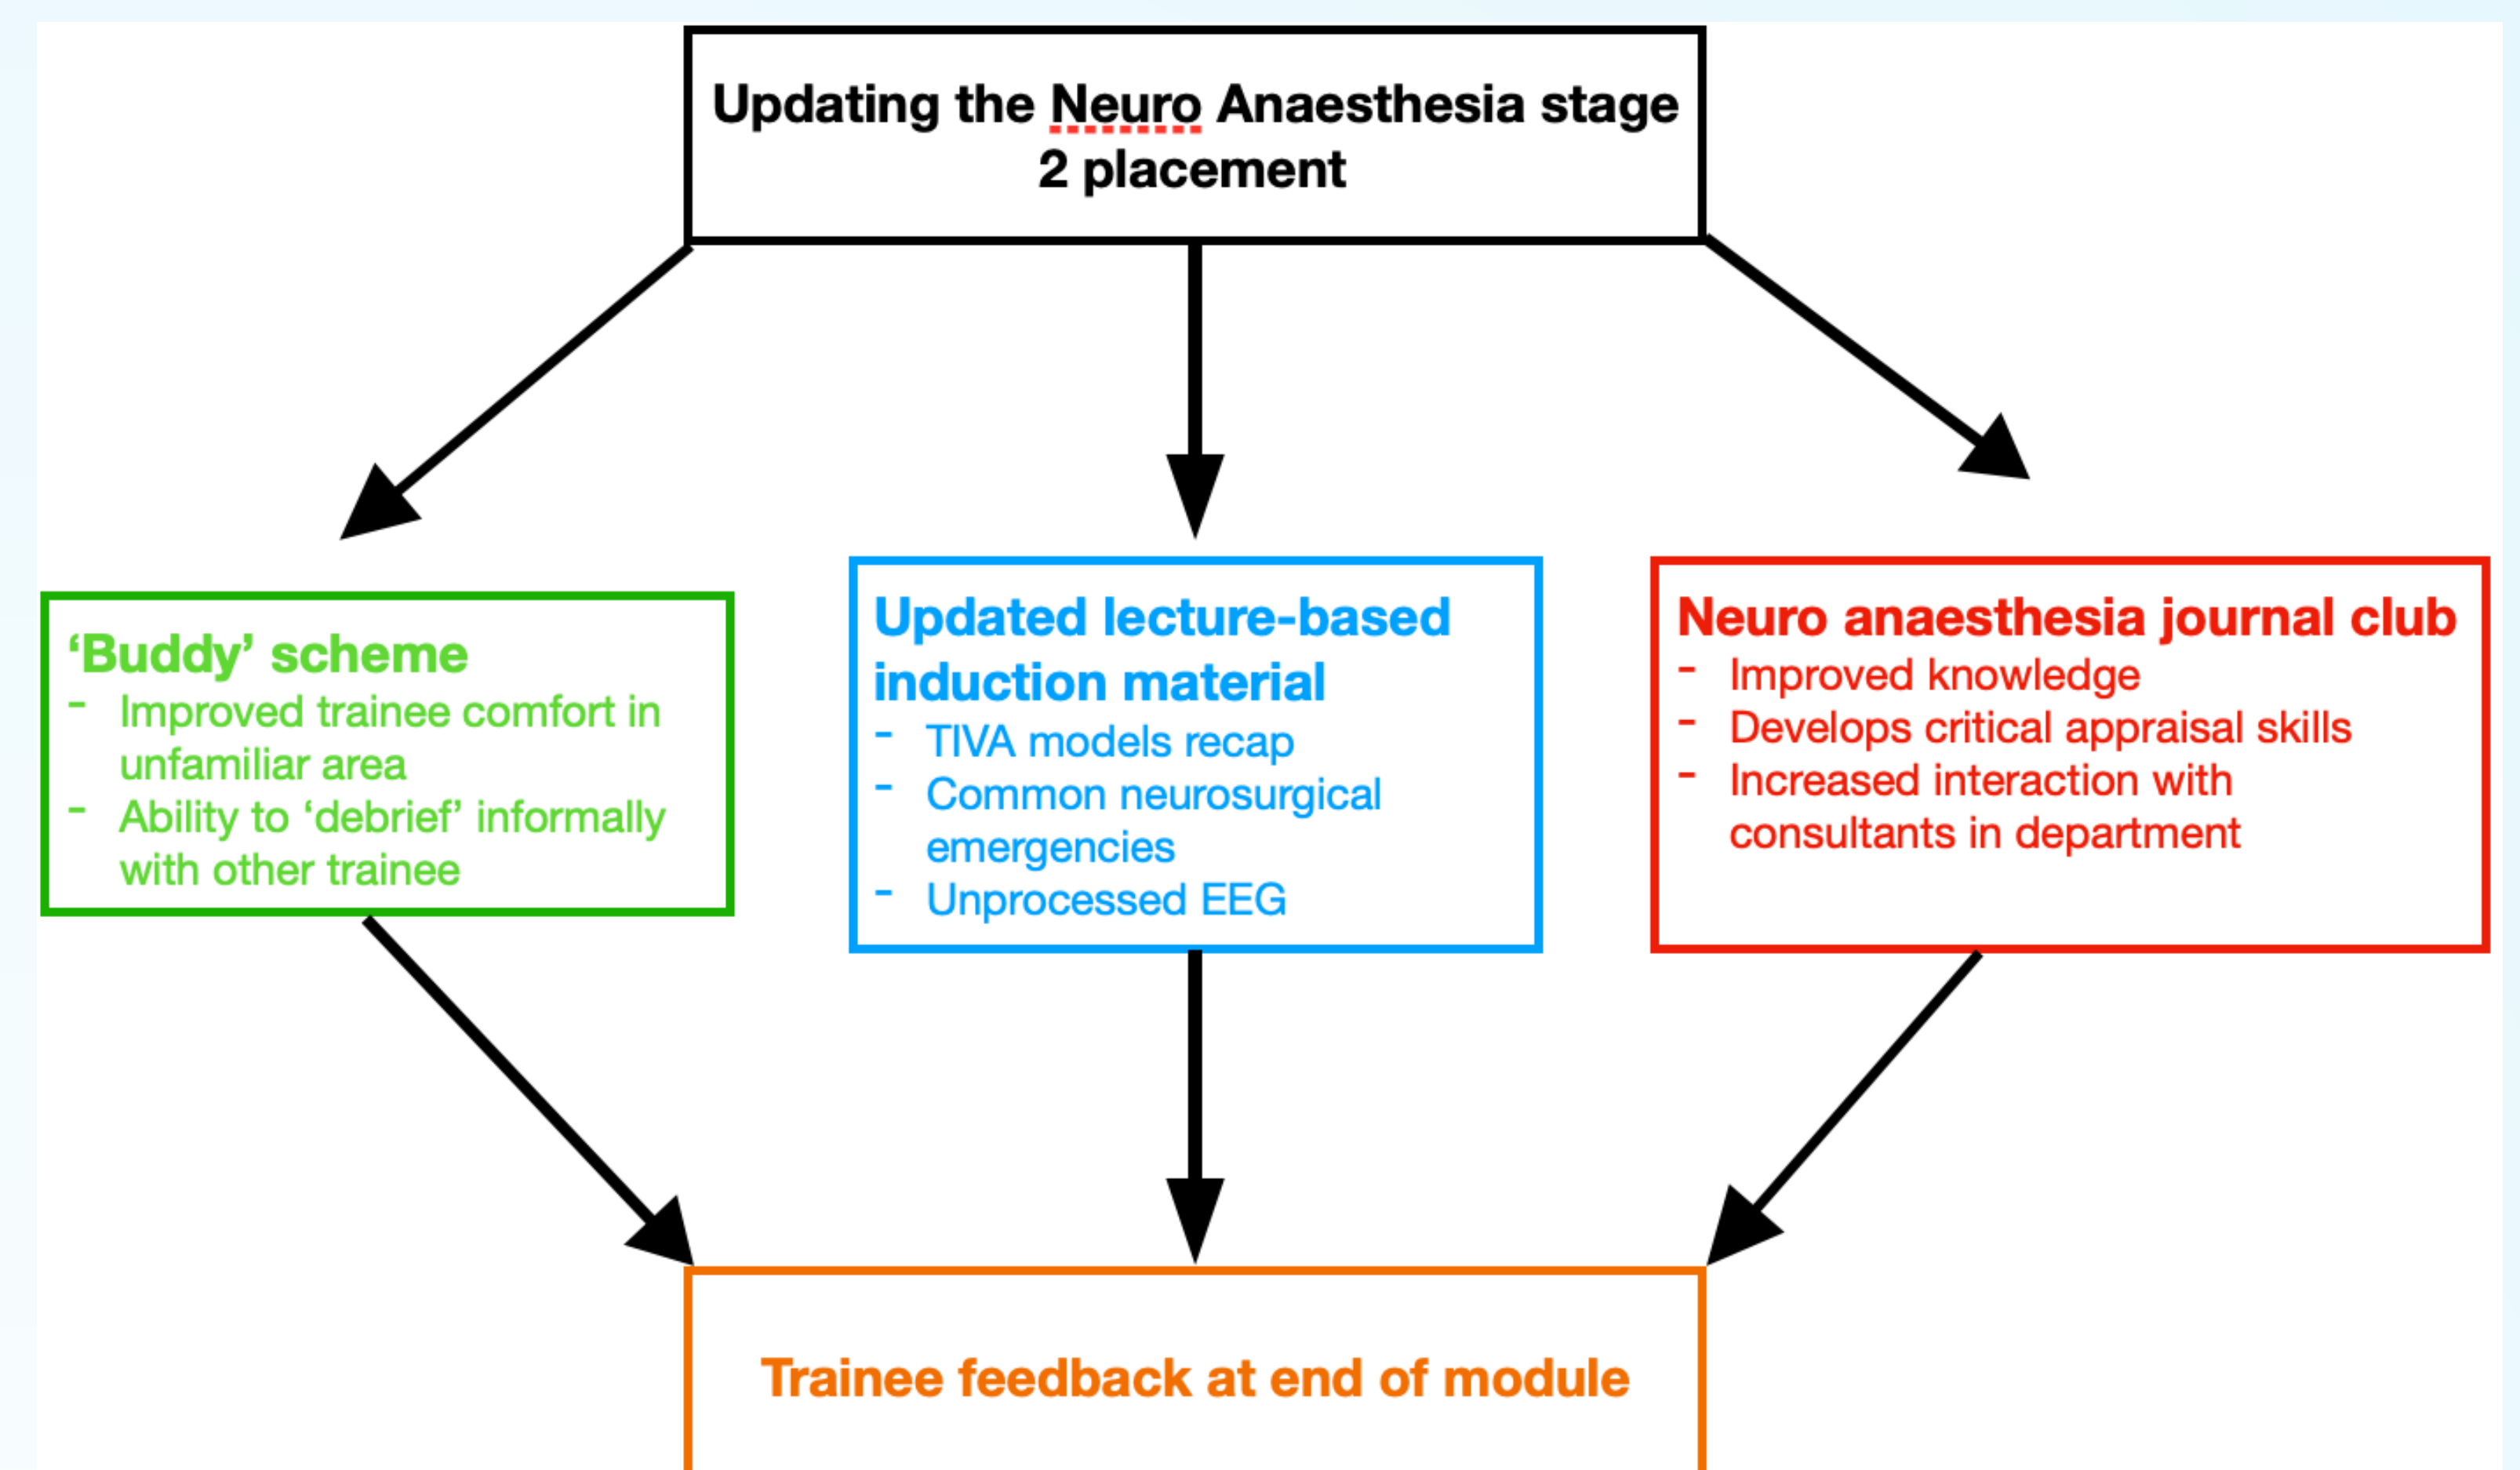 Updating the Neuro Anaesthesia stage
2 placement
‘Buddy’ scheme
- Improved trainee comfort in
unfamiliar area
- Ability to ‘debrief’ informally
with other trainee
Updated lecture-based
induction material
- TIVA models recap
- Common neurosurgical
emergencies
- Unprocessed EEG
Neuro anaesthesia journal club
- Improved knowledge
- Develops critical appraisal skills
- Increased interaction with
consultants in department
Trainee feedback at end of module